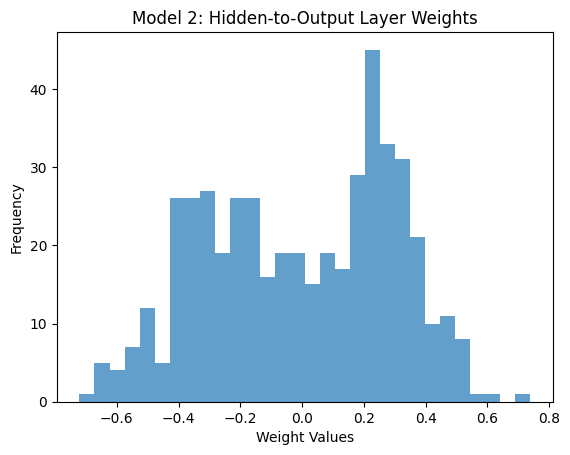 Model 2: Hidden-to-Output Layer Weights
Frequency
40
30
20
10
0
−0.6 −0.4 −0.2 0.0 0.2 0.4 0.6 0.8
Weight Values